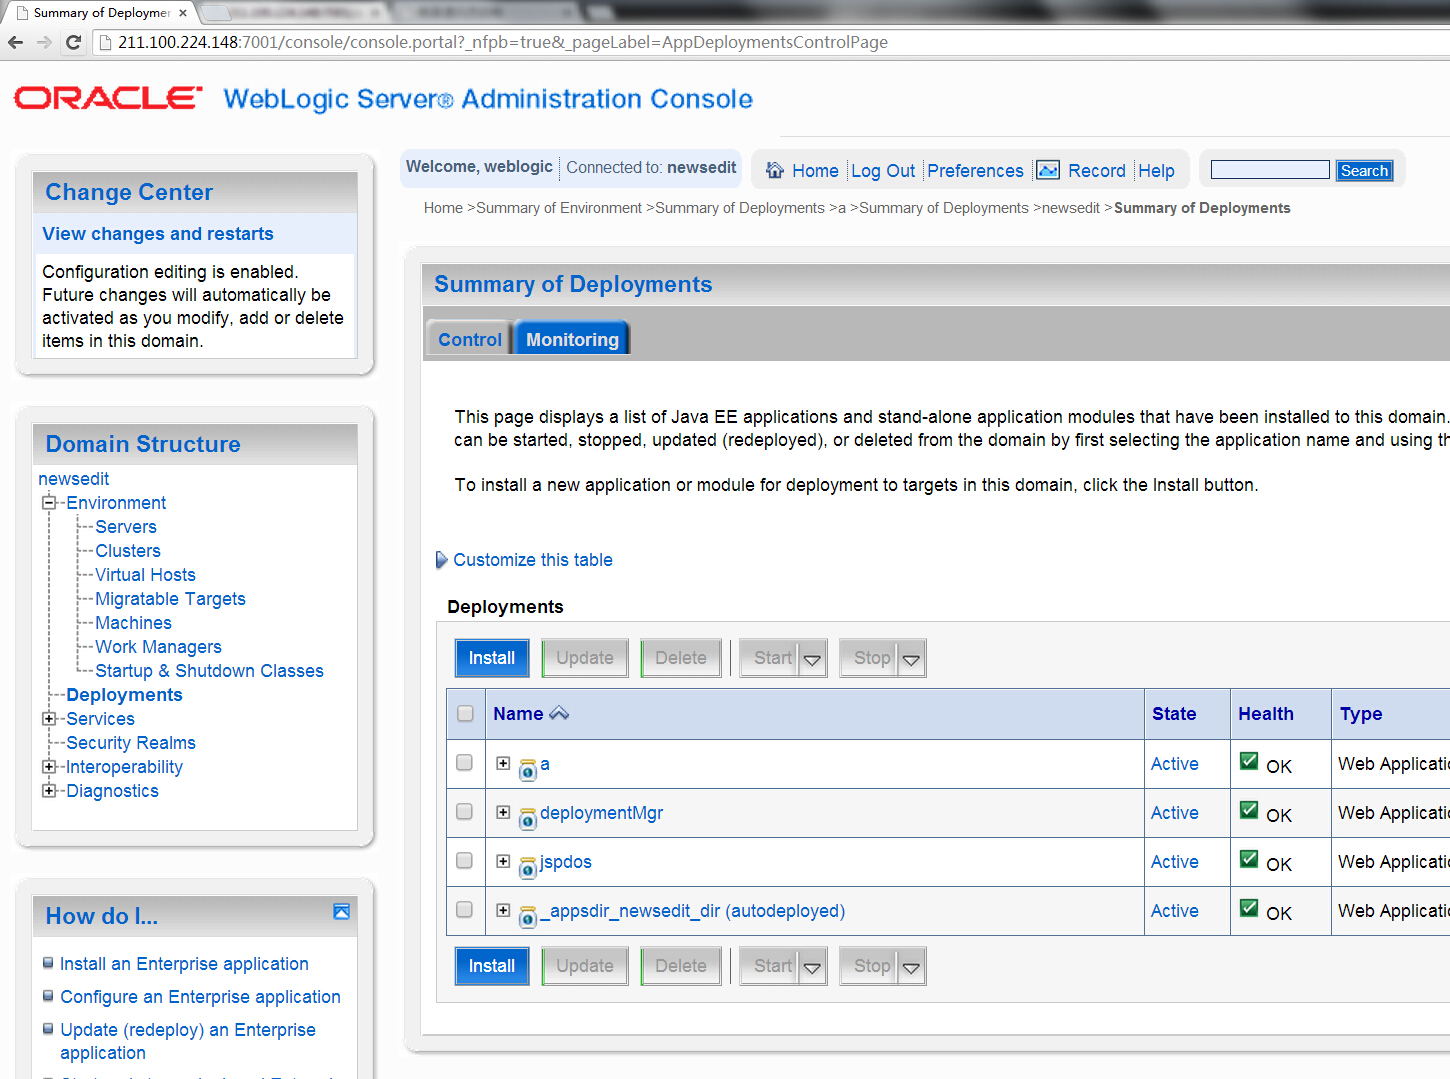 Summary of Deploymer
211.100.224.148:7001/console/console.portal?_nfpb=true&_pageLabel=AppDeploymentsControlPage
ORACLE WebLogic Server® Administration Console
Welcome, weblogic Connected to: newsedit Home Log Out Preferences Record Help Search
Home >Summary of Environment >Summary of Deployments >a >Summary of Deployments >newsedit >Summary of Deployments
Change Center
View changes and restarts
Configuration editing is enabled.
Future changes will automatically be
activated as you modify, add or delete
items in this domain.
Domain Structure
newsedit
Environment
Servers
Clusters
Virtual Hosts
Migratable Targets
Machines
Work Managers
Startup & Shutdown Classes
Deployments
Services
Security Realms
Interoperability
Diagnostics
How do I...
Install an Enterprise application
Configure an Enterprise application
Update (redeploy) an Enterprise
application
Summary of Deployments
Control Monitoring
This page displays a list of Java EE applications and stand-alone application modules that have been installed to this domain.
can be started, stopped, updated (redeployed), or deleted from the domain by first selecting the application name and using th
To install a new application or module for deployment to targets in this domain, click the Install button.
Customize this table
Deployments
Install Update Delete Start Stop
Name State Health Type
a Active OK Web Applicatio
deploymentMgr Active OK Web Applicatio
jspdos Active OK Web Applicatio
_appsdir_newsedit_dir (autodeployed) Active OK Web Applicatio
Install Update Delete Start Stop